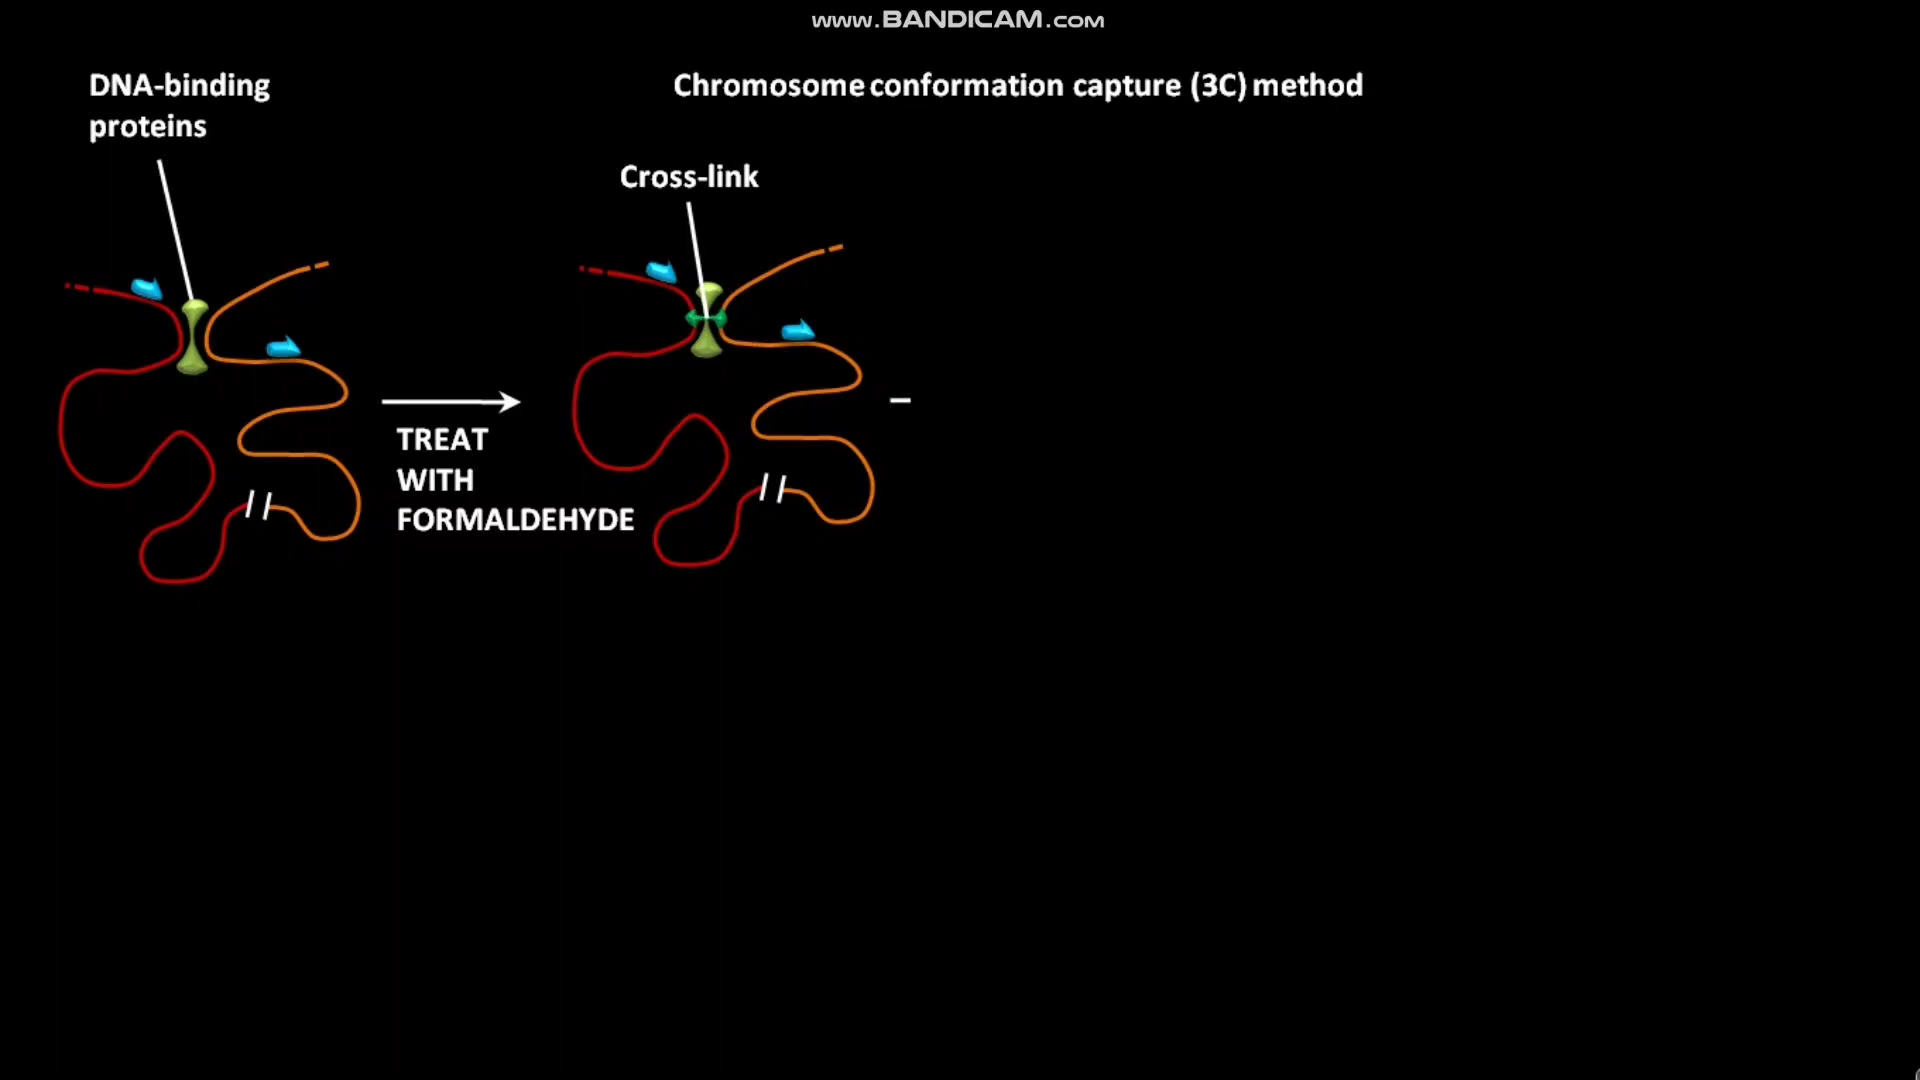 www.BANDICAM.com
DNA-binding
proteins
Chromosome conformation capture (3C) method
Cross-link
TREAT
WITH
FORMALDEHYDE